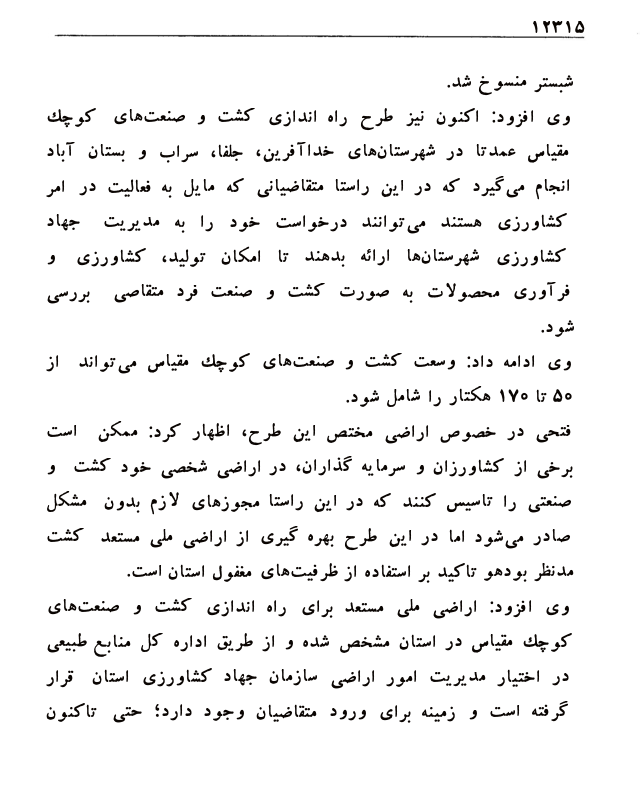 ۱۲۳۱۵
شبستر منسوخ شد.
وی افزود: اکنون نیز طرح راه اندازی کشت و صنعت‌های کوچك
مقیاس عمدتا در شهرستان‌های خداآفرین، جلفا، سراب و بستان آباد
انجام می‌گیرد که در این راستا متقاضیانی که مایل به فعالیت در امر
کشاورزی هستند می‌توانند درخواست خود را به مدیریت جهاد
کشاورزی شهرستان‌ها ارائه بدهند تا امکان تولید، کشاورزی و
فرآوری محصولات به صورت کشت و صنعت فرد متقاصی بررسی
شود.
وی ادامه داد: وسعت کشت و صنعت‌های کوچك مقیاس می‌تواند از
۵۰ تا ۱۷۰ هکتار را شامل شود.
فتحی در خصوص اراضی مختص این طرح، اظهار کرد: ممکن است
برخی از کشاورزان و سرمایه گذاران، در اراضی شخصی خود کشت و
صنعتی را تاسیس کنند که در این راستا مجوزهای لازم بدون مشکل
صادر می‌شود اما در این طرح بهره گیری از اراضی ملی مستعد کشت
مدنظر بودهو تاکید بر استفاده از ظرفیت‌های مغفول استان است.
وی افزود: اراضی ملی مستعد برای راه اندازی کشت و صنعت‌های
کوچك مقیاس در استان مشخص شده و از طریق اداره کل منابع طبیعی
در اختیار مدیریت امور اراضی سازمان جهاد کشاورزی استان قرار
گرفته است و زمینه برای ورود متقاضیان وجود دارد؛ حتی تاکنون